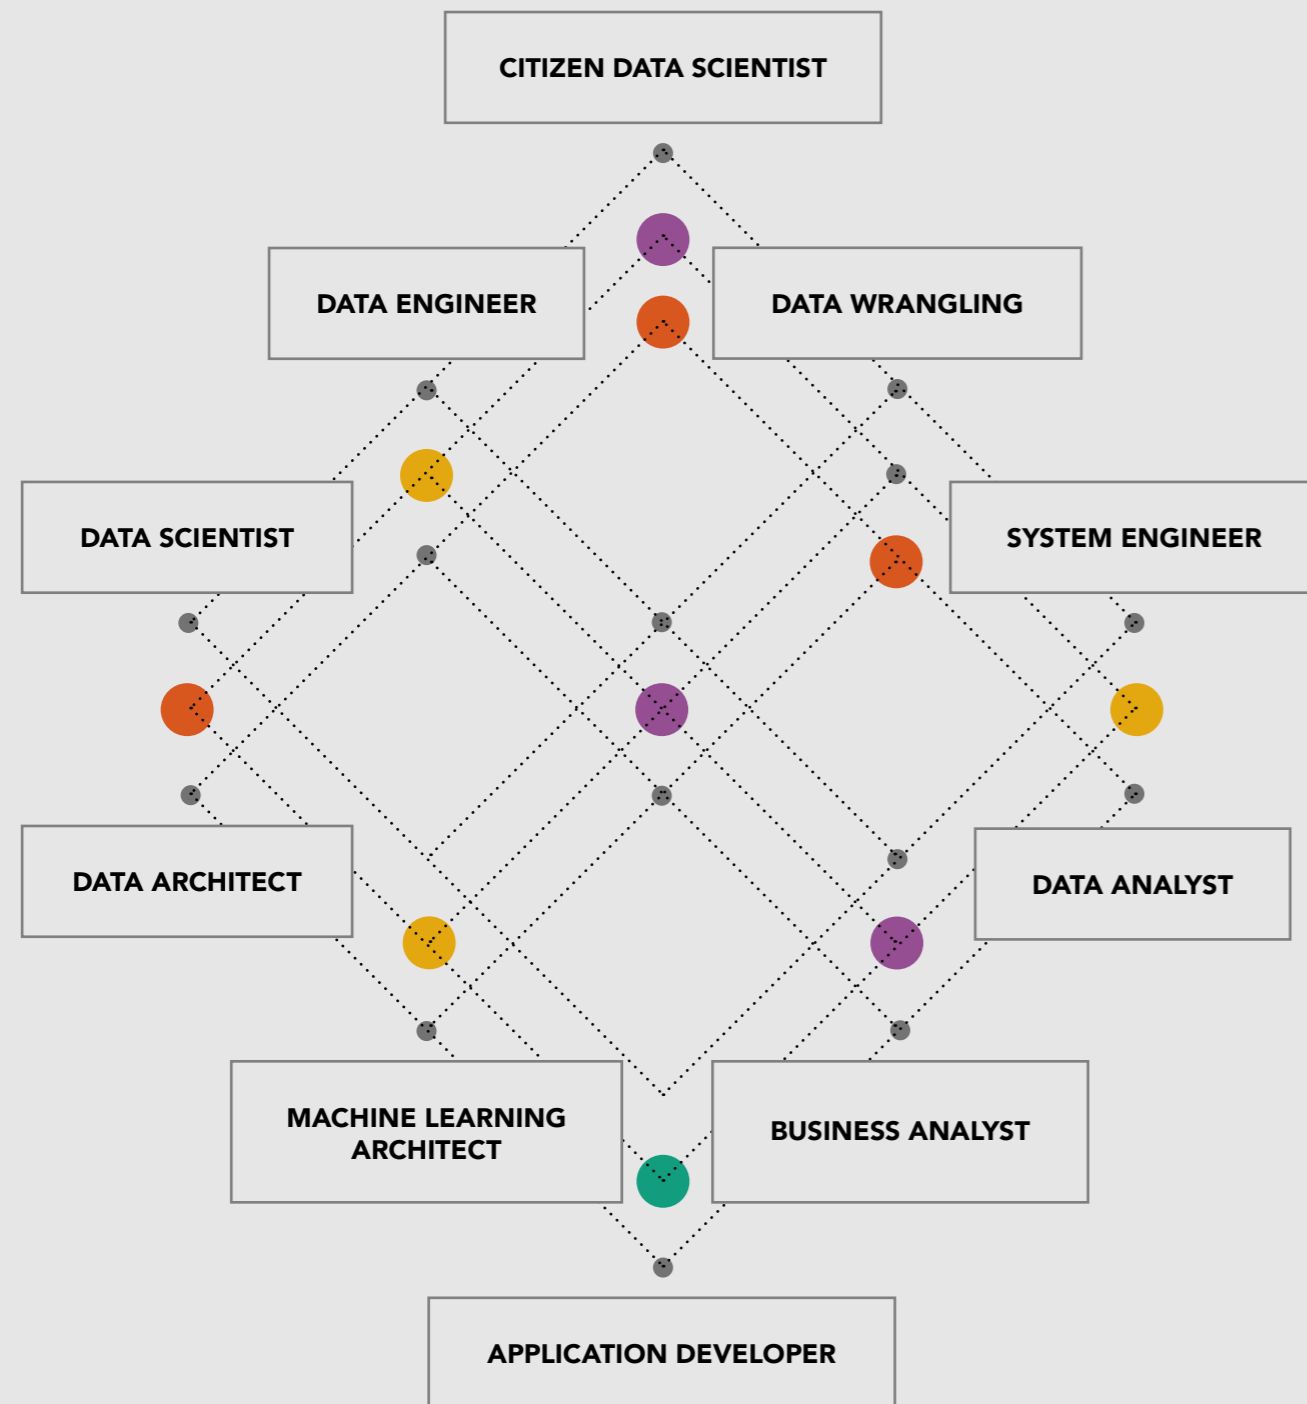 CITIZEN DATA SCIENTIST
DATA ENGINEER
DATA WRANGLING
DATA SCIENTIST
SYSTEM ENGINEER
DATA ARCHITECT
DATA ANALYST
MACHINE LEARNING
ARCHITECT
BUSINESS ANALYST
APPLICATION DEVELOPER